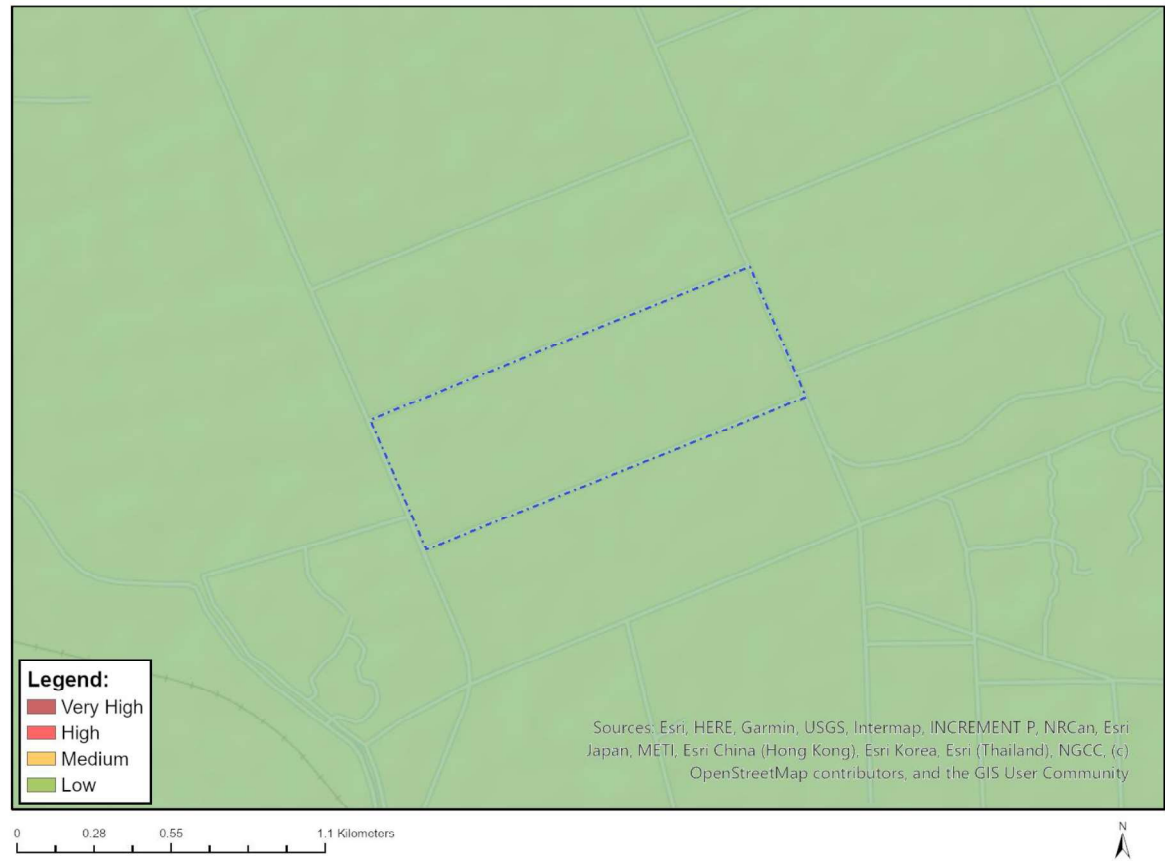 Legend:
Very High
High
Medium
Low
Sources: Esri, HERE, Garmin, USGS, Intermap, INCREMENT P, NRCan, Esri
Japan, METI, Esri China (Hong Kong), Esri Korea, Esri (Thailand), NGCC, (c)
OpenStreetMap contributors, and the GIS User Community
0 0.28 0.55 1.1 Kilometers
N